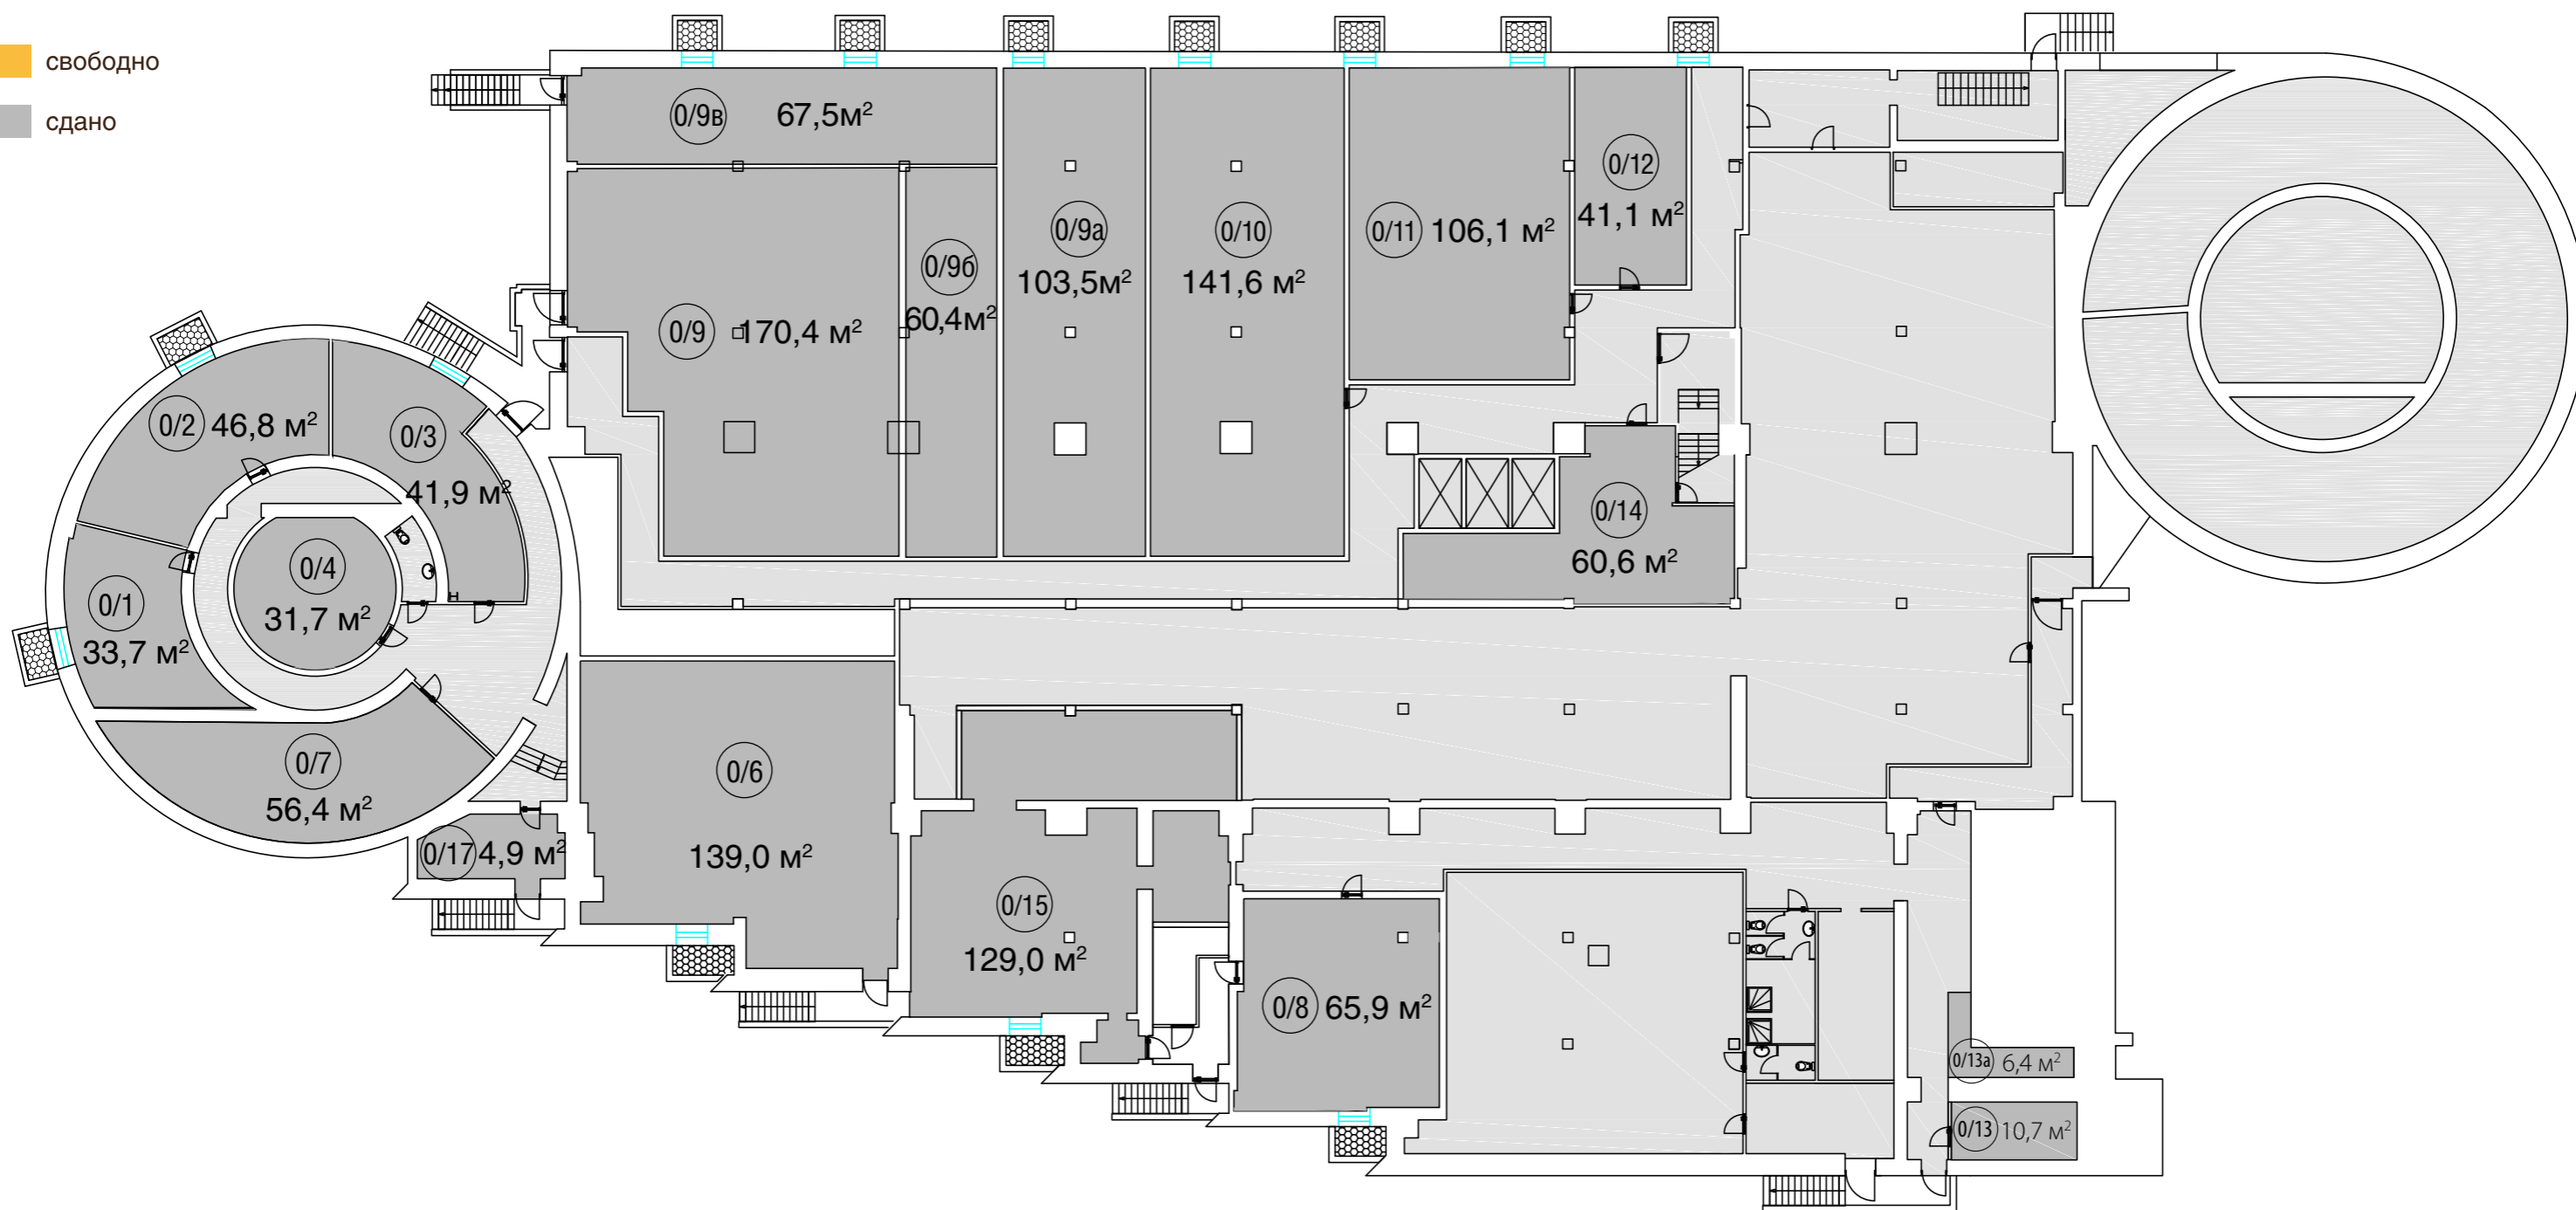 свободно
сдано
0/9в 67,5м²
0/12
41,1 м²
0/9а
103,5м²
0/10
141,6 м²
0/11 106,1 м²
0/9б
60,4м²
0/9 170,4 м²
0/2 46,8 м²
0/3
41,9 м²
0/14
60,6 м²
0/4
31,7 м²
0/1
33,7 м²
0/7
56,4 м²
0/6
139,0 м²
0/17 4,9 м²
0/15
129,0 м²
0/8 65,9 м²
0/13а 6,4 м²
0/13 10,7 м²